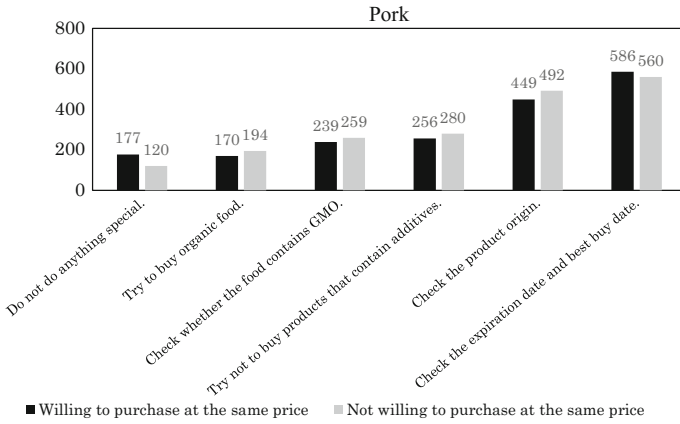 Pork
800
600
400
200
0
177 120
170 194
239 259
256 280
449 492
586 560
Do not do anything special.
Try to buy organic food.
Check whether the food contains GMO.
Try not to buy products that contain additives.
Check the product origin.
Check the expiration date and best buy date.
Willing to purchase at the same price
Not willing to purchase at the same price